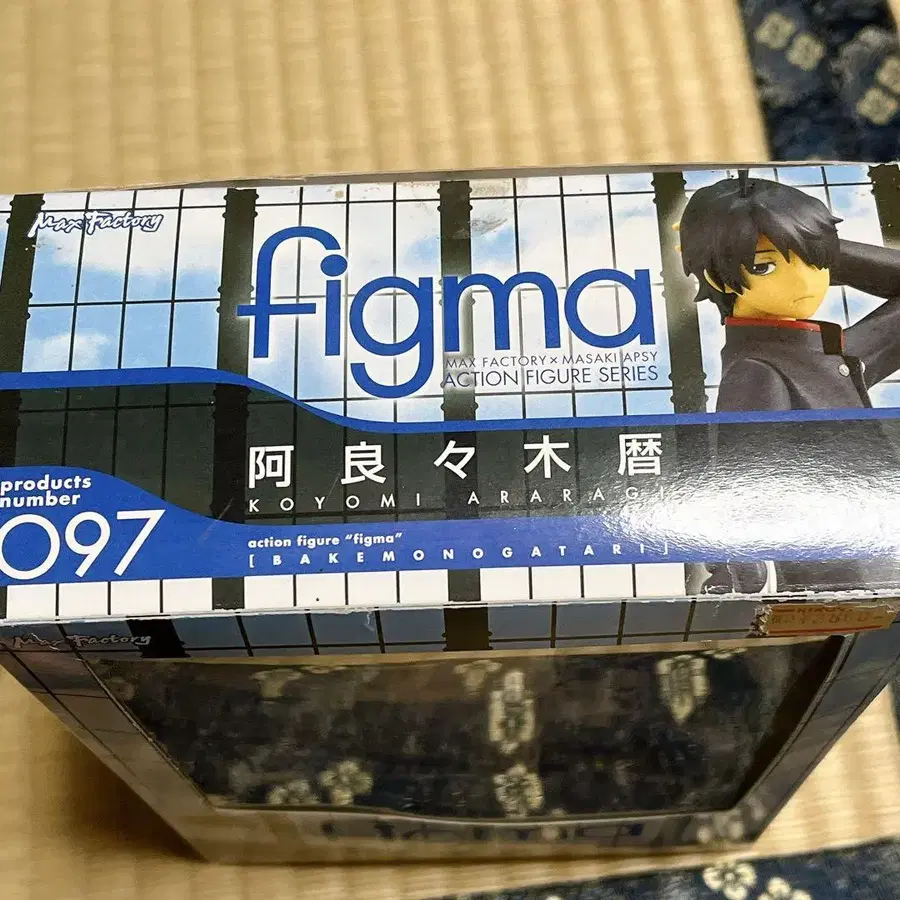 Max Factory
figma
MAX FACTORY × MASAKI APSY
ACTION FIGURE SERIES
阿良々木暦
KOYOMI ARARAGI
products
number
097
action figure "figma"
[BAKEMONOGATARI]
Max Factory
figma